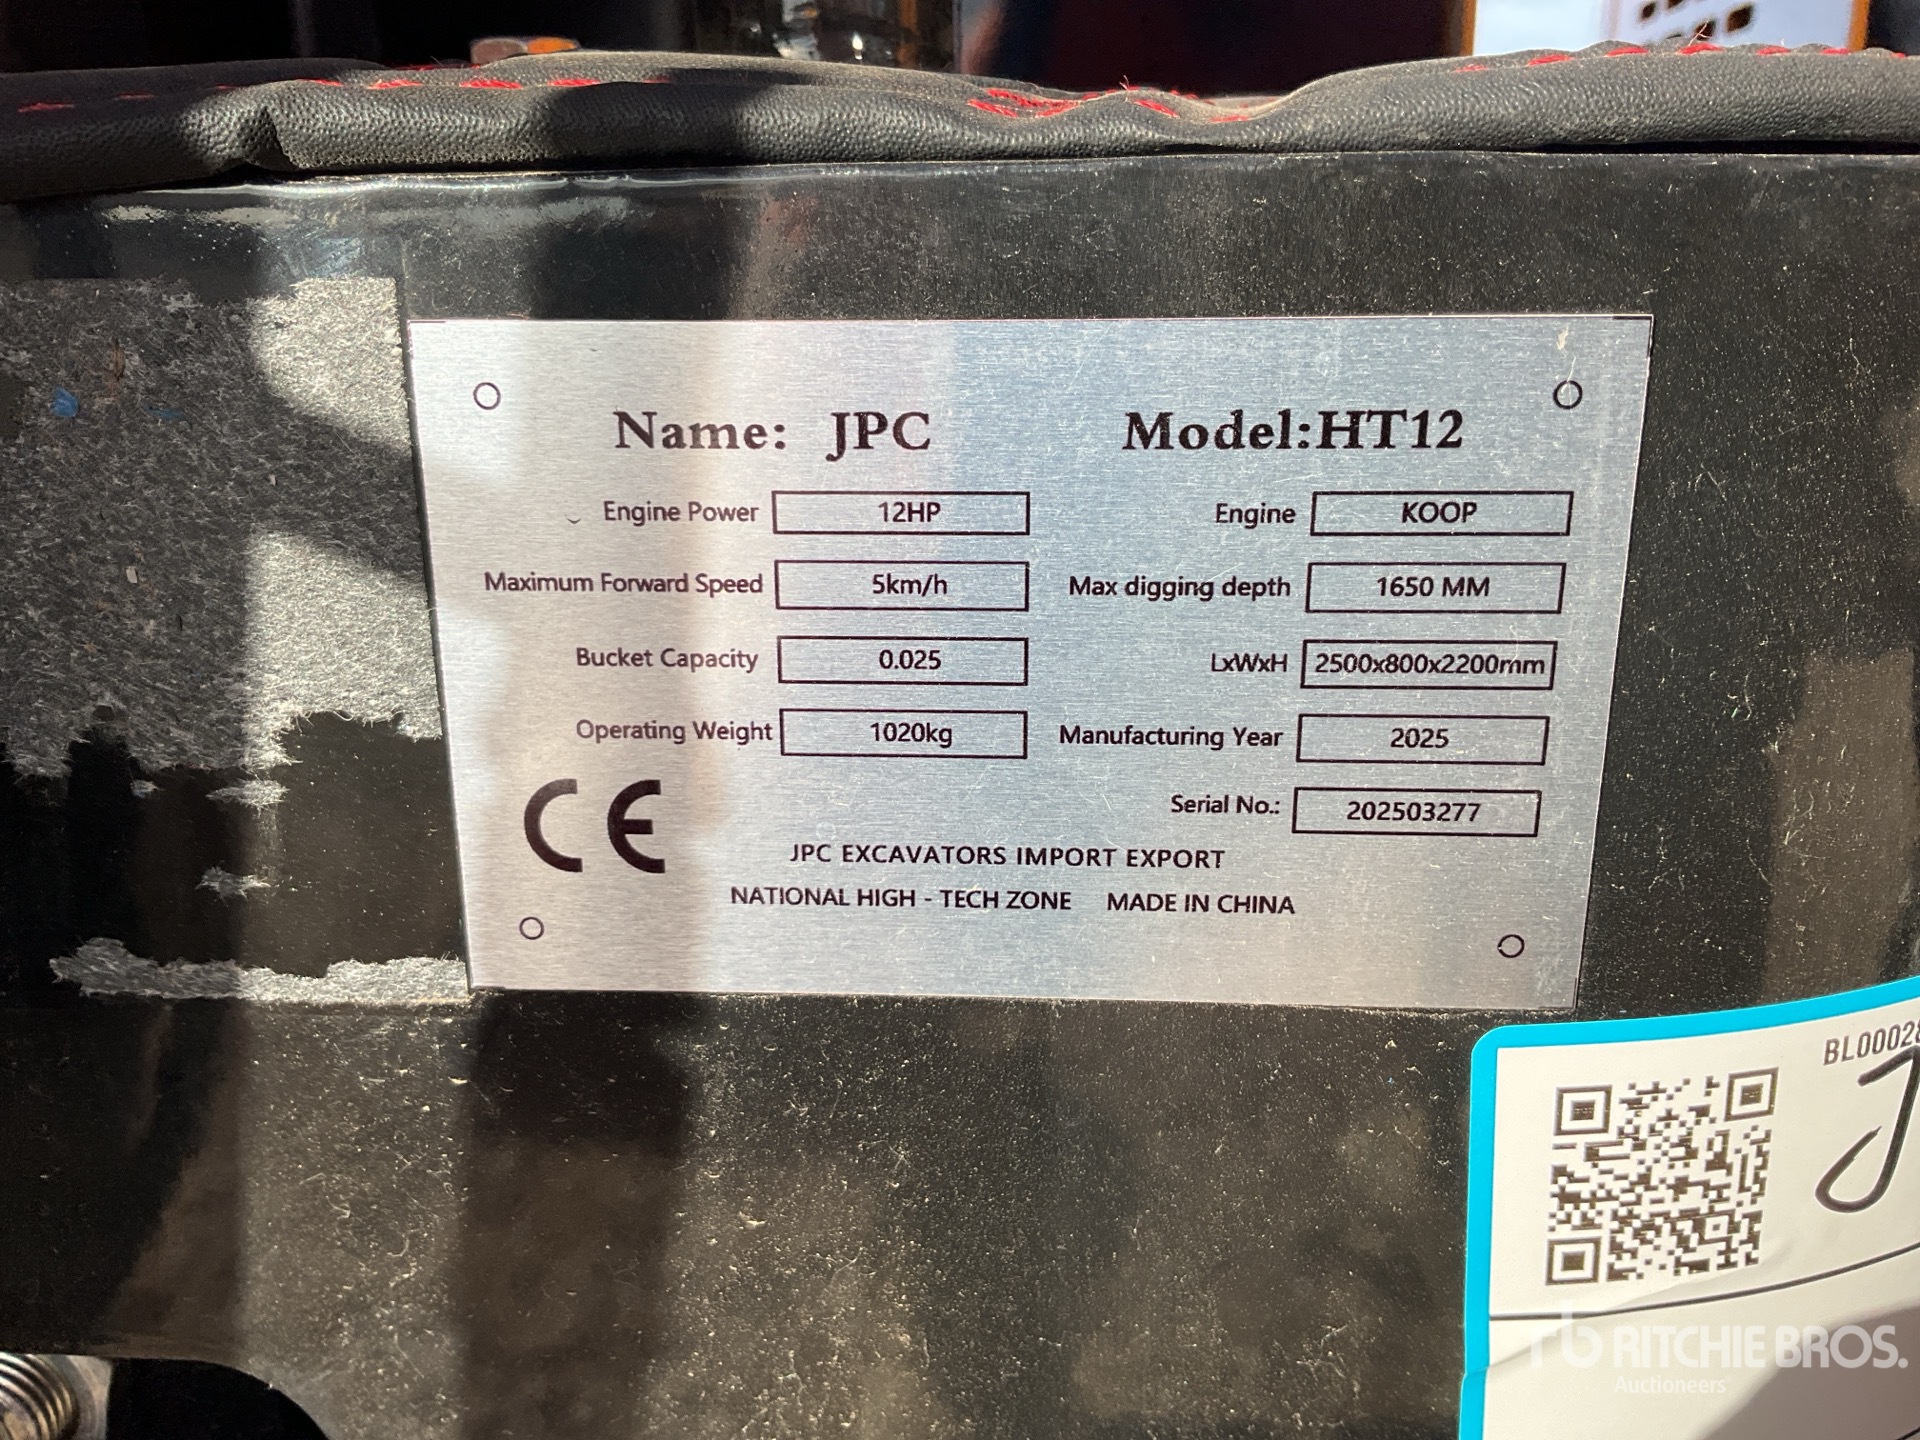 Name: JPC Model:HT12
Engine Power 12HP Engine KOOP
Maximum Forward Speed 5km/h Max digging depth 1650 MM
Bucket Capacity 0.025 LxWxH 2500x800x2200mm
Operating Weight 1020kg Manufacturing Year 2025
Serial No.: 202503277
CE
JPC EXCAVATORS IMPORT EXPORT
NATIONAL HIGH - TECH ZONE MADE IN CHINA
J
rb RITCHIE BROS.
Auctioneers